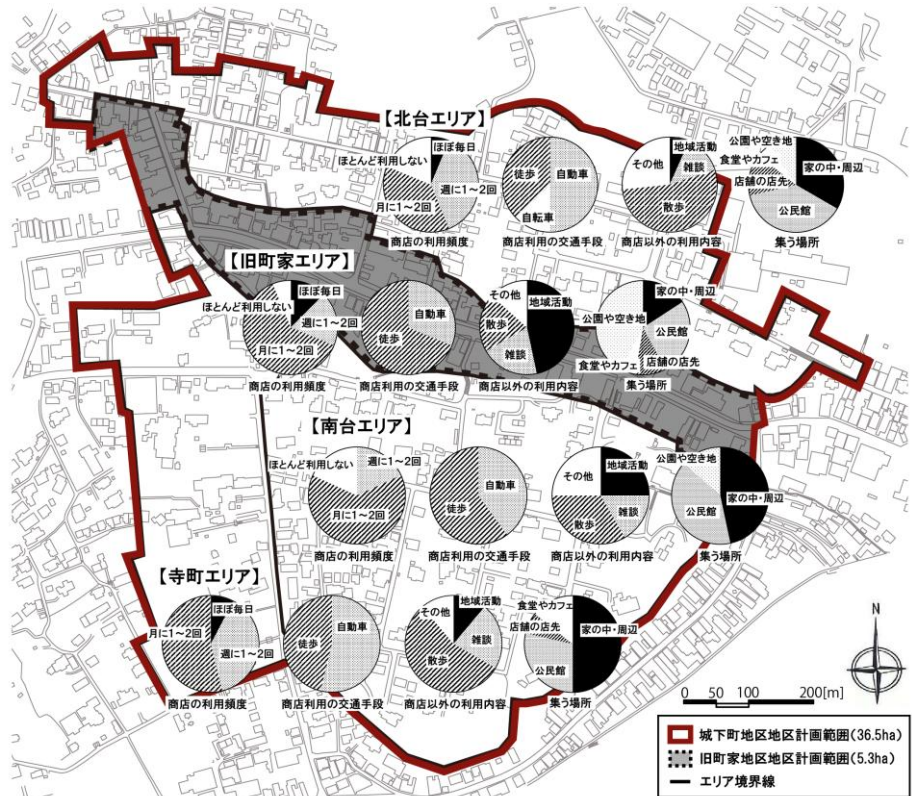 【北台エリア】
ほぼ毎日
ほとんど利用しない
週に1～2回
月に1～2回
商店の利用頻度
徒歩
自動車
自転車
商店利用の交通手段
地域活動
その他
雑談
散歩
商店以外の利用内容
公園や空き地
食堂やカフェ
店舗の店先
家の中・周辺
公民館
集う場所
【旧町家エリア】
ほぼ毎日
ほとんど利用しない
週に1～2回
月に1～2回
商店の利用頻度
自動車
徒歩
商店利用の交通手段
その他
地域活動
散歩
雑談
商店以外の利用内容
家の中・周辺
公園や空き地
公民館
店舗の店先
食堂やカフェ
集う場所
【南台エリア】
ほとんど利用しない
週に1～2回
月に1～2回
商店の利用頻度
自動車
徒歩
商店利用の交通手段
その他
地域活動
雑談
散歩
商店以外の利用内容
公園や空き地
家の中・周辺
公民館
集う場所
【寺町エリア】
ほぼ毎日
月に1～2回
週に1～2回
商店の利用頻度
自動車
徒歩
商店利用の交通手段
地域活動
その他
雑談
散歩
商店以外の利用内容
食堂やカフェ
店舗の店先
家の中・周辺
公民館
集う場所
N
0 50 100 200[m]
城下町地区地区計画範囲(36.5ha)
旧町家地区地区計画範囲(5.3ha)
エリア境界線